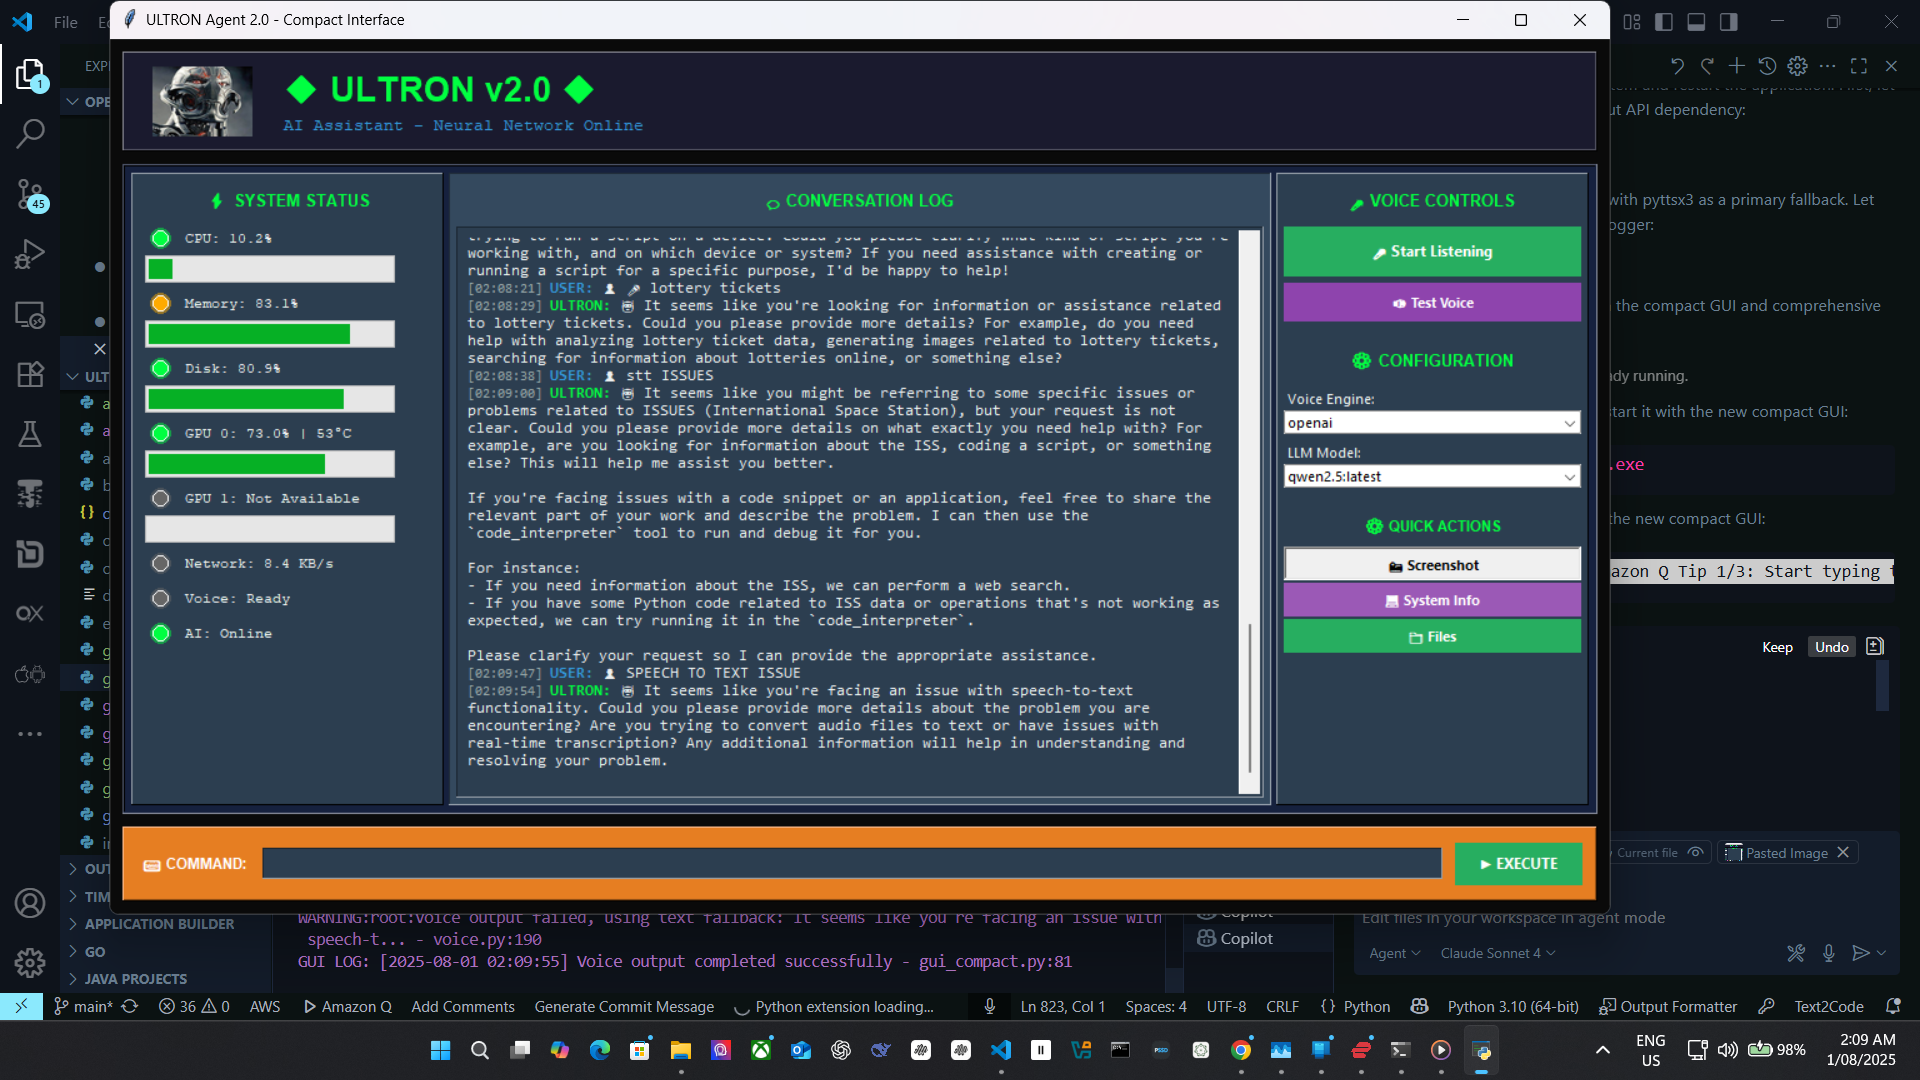 File
ULTRON Agent 2.0 - Compact Interface
EXP
◆ ULTRON v2.0 ◆
AI Assistant - Neural Network Online
SYSTEM STATUS
CPU: 10.2%
Memory: 83.1%
Disk: 80.9%
GPU 0: 73.0% | 53°C
GPU 1: Not Available
Network: 8.4 KB/s
Voice: Ready
AI: Online
CONVERSATION LOG
trying to run a script on a device. Could you please clarify what kind of script you're
working with, and on which device or system? If you need assistance with creating or
running a script for a specific purpose, I'd be happy to help!
[02:08:21] USER: lottery tickets
[02:08:29] ULTRON: It seems like you're looking for information or assistance related
to lottery tickets. Could you please provide more details? For example, do you need
help with analyzing lottery ticket data, generating images related to lottery tickets,
searching for information about lotteries online, or something else?
[02:08:38] USER: stt ISSUES
[02:09:00] ULTRON: It seems like you might be referring to some specific issues or
problems related to ISSUES (International Space Station), but your request is not
clear. Could you please provide more details on what exactly you need help with? For
example, are you looking for information about the ISS, coding a script, or something
else? This will help me assist you better.
If you're facing issues with a code snippet or an application, feel free to share the
relevant part of your work and describe the problem. I can then use the
`code_interpreter` tool to run and debug it for you.
For instance:
- If you need information about the ISS, we can perform a web search.
- If you have some Python code related to ISS data or operations that's not working as
expected, we can try running it in the `code_interpreter`.
Please clarify your request so I can provide the appropriate assistance.
[02:09:47] USER: SPEECH TO TEXT ISSUE
[02:09:54] ULTRON: It seems like you're facing an issue with speech-to-text
functionality. Could you please provide more details about the problem you are
encountering? Are you trying to convert audio files to text or have issues with
real-time transcription? Any additional information will help in understanding and
resolving your problem.
VOICE CONTROLS
Start Listening
Test Voice
CONFIGURATION
Voice Engine:
openai
LLM Model:
qwen2.5:latest
QUICK ACTIONS
Screenshot
System Info
Files
COMMAND:
▶ EXECUTE
1
45
OPE
ULT
OUT
TIM
APPLICATION BUILDER
GO
JAVA PROJECTS
ut API dependency:
with pyttsx3 as a primary fallback. Let
ogger:
the compact GUI and comprehensive
dy running.
start it with the new compact GUI:
.exe
the new compact GUI:
azon Q Tip 1/3: Start typing t
Keep
Undo
Current file
Pasted Image
Edit files in your workspace in agent mode
Agent
Claude Sonnet 4
WARNING:root:Voice output failed, using text fallback: It seems like you're facing an issue with
speech-t... - voice.py:190
GUI LOG: [2025-08-01 02:09:55] Voice output completed successfully - gui_compact.py:81
Copilot
Copilot
main*
36
0
AWS
Amazon Q
Add Comments
Generate Commit Message
Python extension loading...
Ln 823, Col 1
Spaces: 4
UTF-8
CRLF
{ } Python
Python 3.10 (64-bit)
Output Formatter
Text2Code
ENG
US
98%
2:09 AM
1/08/2025